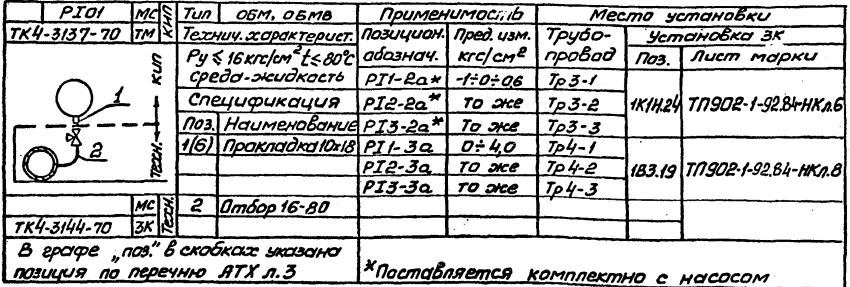 PI01 МС КИП Тип ОБМ, ОБМВ Применимость Место установки
ТК4-3137-70 ТМ Технич. характерист. Позицион. обознач. Пред. изм. кгс/см² Трубопровод Установка ЗК
Поз. Лист марки
Ру ≤ 16кгс/см² t ≤ 80°С
среда-жидкость PI1-2а* -1÷0÷0,6 Тр3-1
Спецификация PI2-2а* То же Тр3-2 1К1Н.24 ТП902-1-92.84-НКл.6
Поз. Наименование PI3-2а* То же Тр3-3
1(6) Прокладка 10х18 PI1-3а 0÷4,0 Тр4-1
PI2-3а То же Тр4-2 1В3.19 ТП902-1-92.84-НКл.8
PI3-3а То же Тр4-3
1
КИП
2
техн.
МС Техн. 2 Отбор 16-80
ТК4-3144-70 ЗК
В графе „поз." в скобках указана
позиция по перечню АТХ л.3
*Поставляется комплектно с насосом